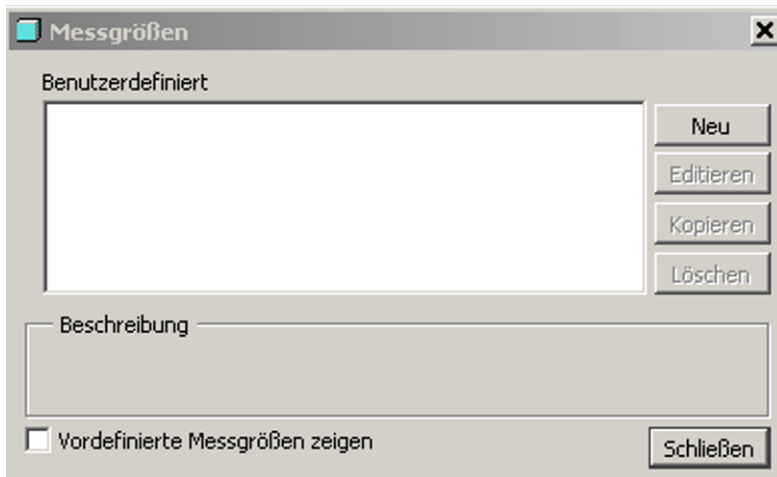 Messgrößen
Benutzerdefiniert
Neu
Editieren
Kopieren
Löschen
Beschreibung
Vordefinierte Messgrößen zeigen
Schließen